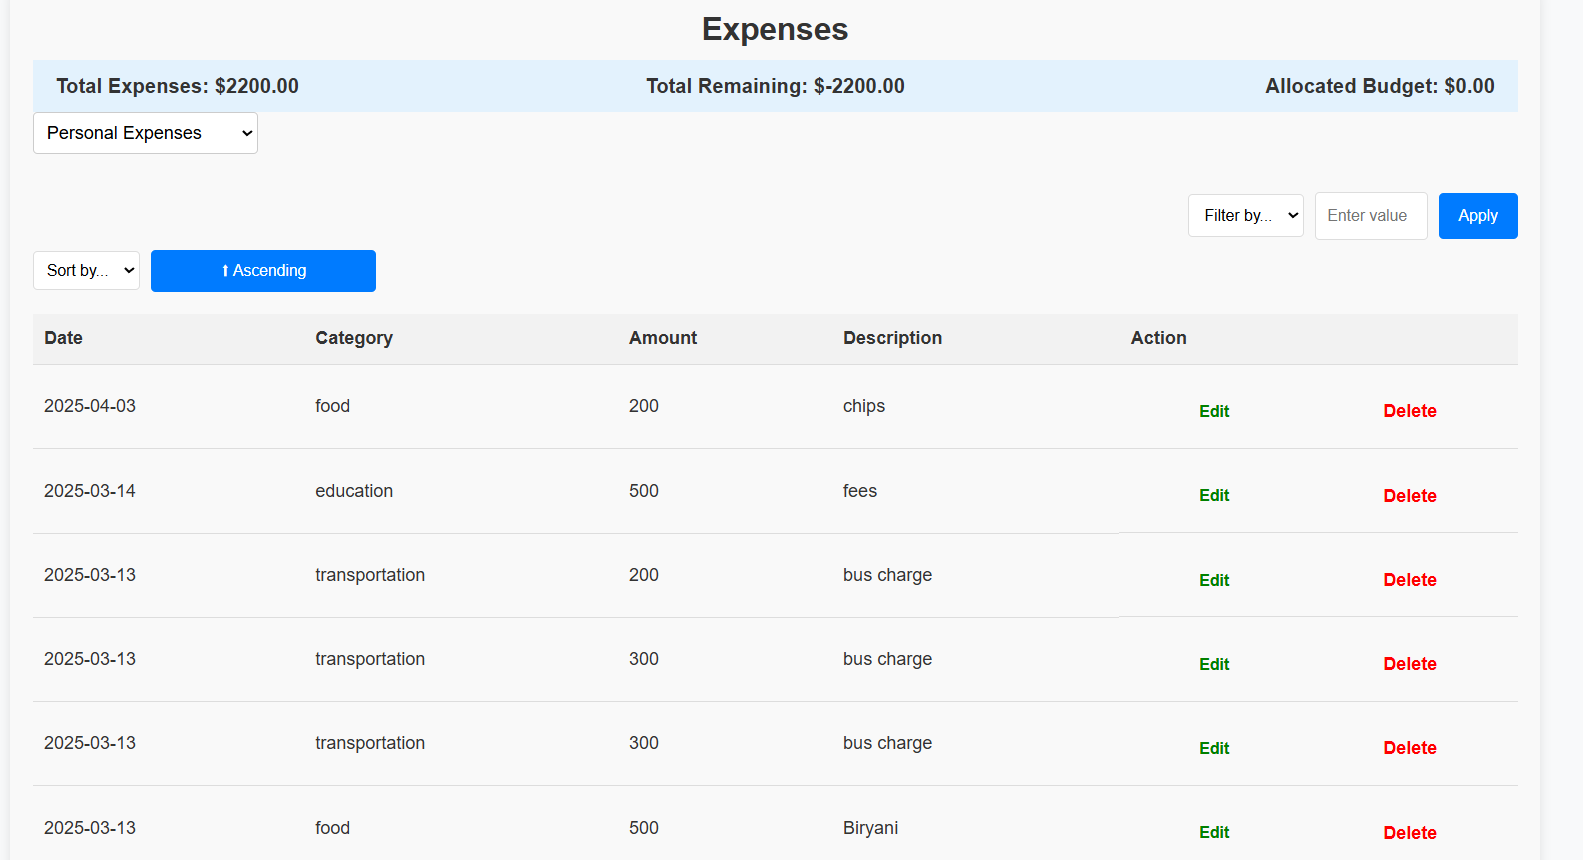 Expenses
Total Expenses: $2200.00 Total Remaining: $-2200.00 Allocated Budget: $0.00
Personal Expenses
Filter by... Enter value Apply
Sort by... ⬆ Ascending
Date Category Amount Description Action
2025-04-03 food 200 chips Edit Delete
2025-03-14 education 500 fees Edit Delete
2025-03-13 transportation 200 bus charge Edit Delete
2025-03-13 transportation 300 bus charge Edit Delete
2025-03-13 transportation 300 bus charge Edit Delete
2025-03-13 food 500 Biryani Edit Delete